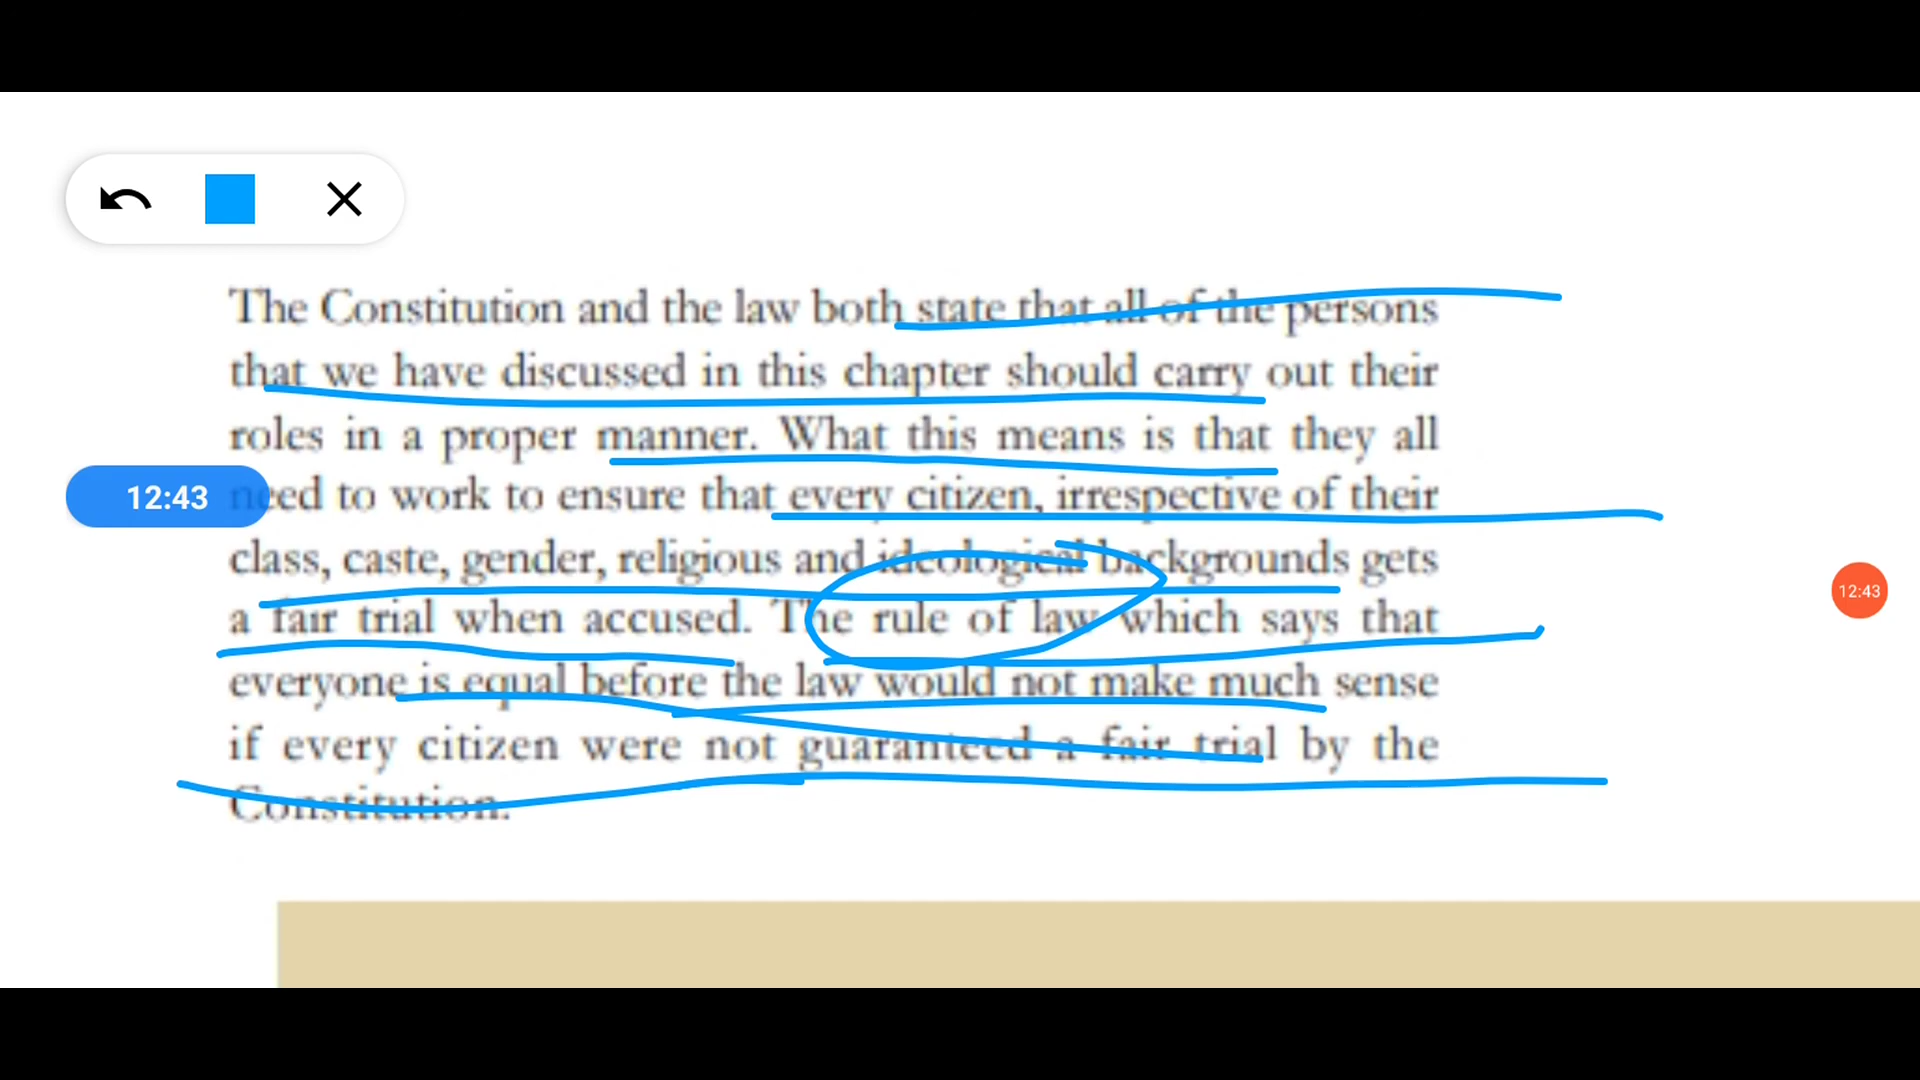 The Constitution and the law both state that all of the persons
that we have discussed in this chapter should carry out their
roles in a proper manner. What this means is that they all
12:43 need to work to ensure that every citizen, irrespective of their
class, caste, gender, religious and ideological backgrounds gets
12:43
a fair trial when accused. The rule of law which says that
everyone is equal before the law would not make much sense
if every citizen were not guaranteed a fair trial by the
Constitution.